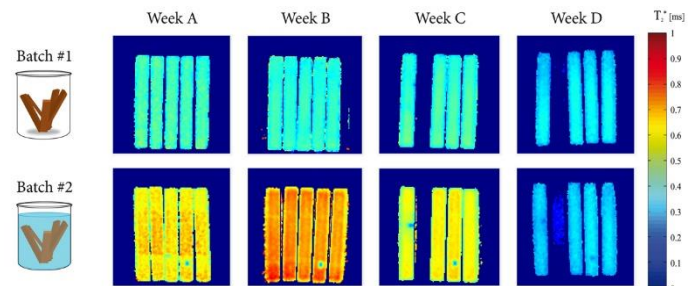 Week A
Week B
Week C
Week D
T₂* [ms]
Batch #1
Batch #2
1
0.9
0.8
0.7
0.6
0.5
0.4
0.3
0.2
0.1
0